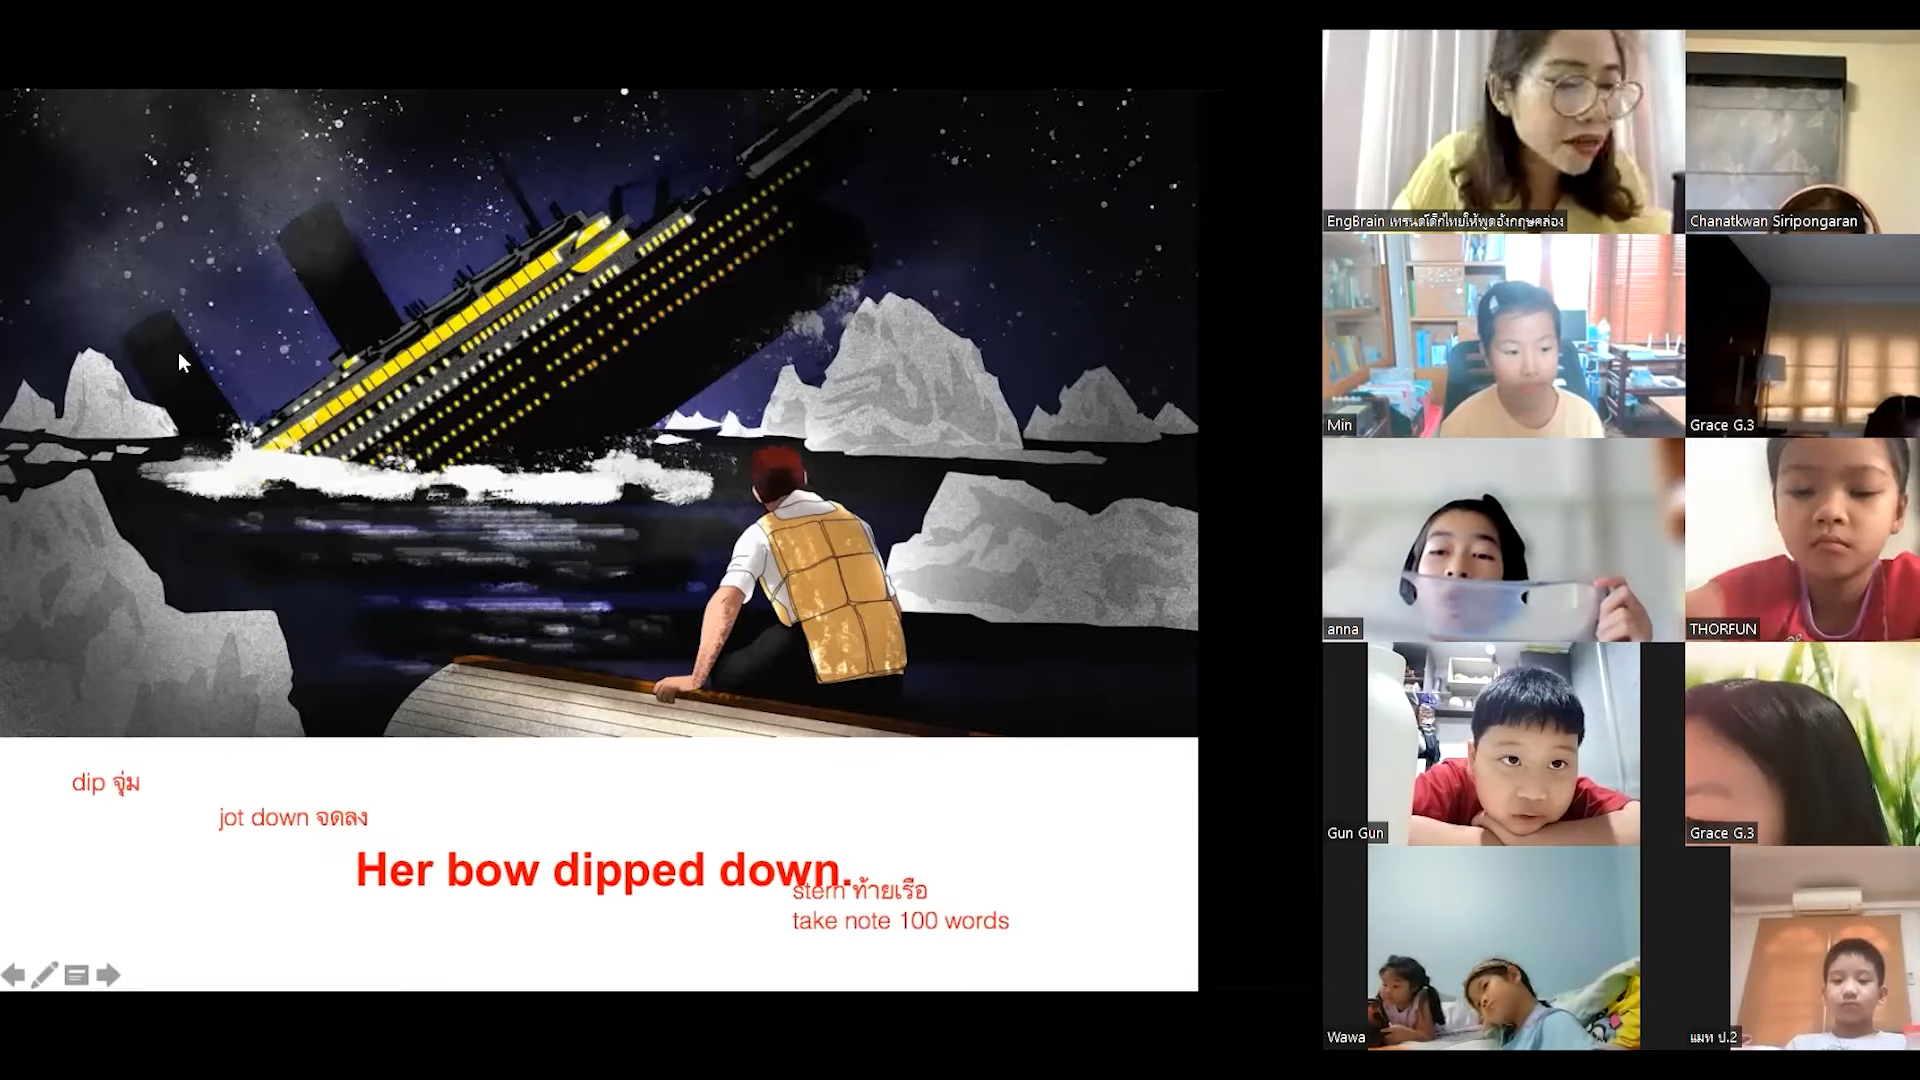 dip จุ่ม
jot down จดลง
Her bow dipped down.
stern ท้ายเรือ
take note 100 words
EngBrain เทรนด์เด็กไทยให้พูดอังกฤษคล่อง
Chanatkwan Siripongaran
Min
Grace G.3
anna
THORFUN
Gun Gun
Grace G.3
Wawa
แมท ป.2